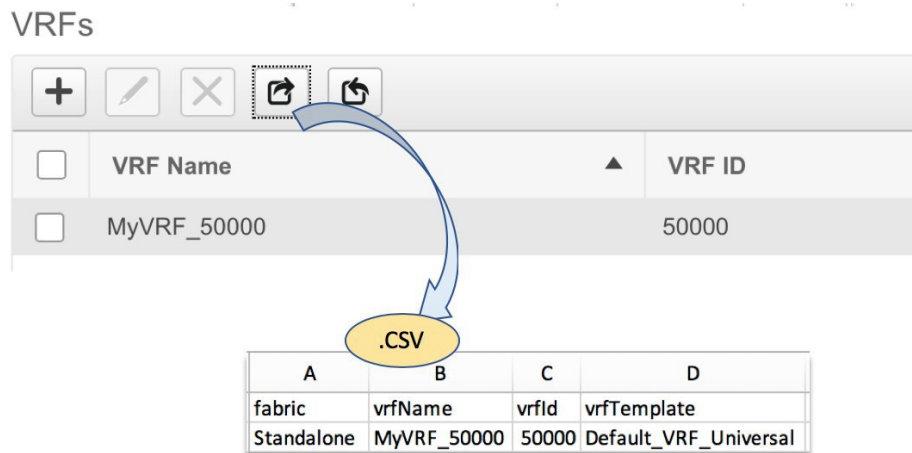 VRFs
VRF Name ▲ VRF ID
MyVRF_50000 50000
.CSV
A B C D
fabric vrfName vrfId vrfTemplate
Standalone MyVRF_50000 50000 Default_VRF_Universal